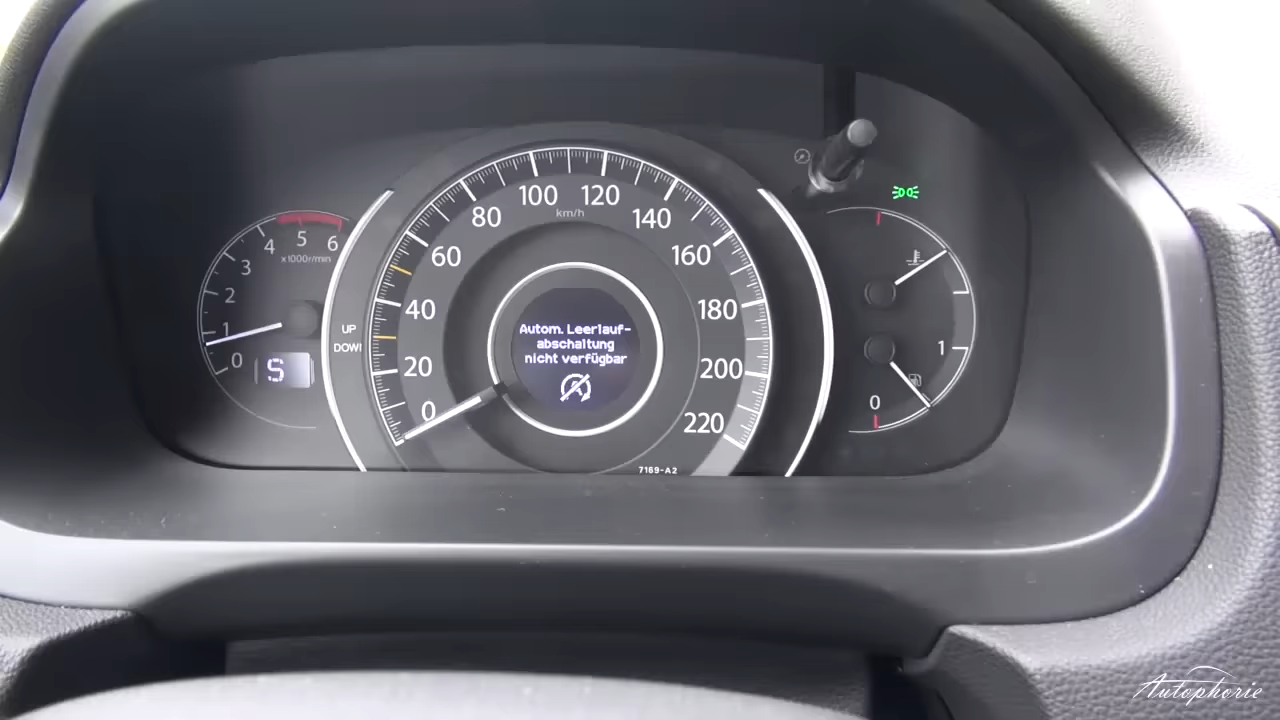 0
1
2
3
4
5
6
x1000r/min
S
UP
DOWN
0
20
40
60
80
100
120
140
160
180
200
220
km/h
Autom. Leerlauf-
abschaltung
nicht verfügbar
7169-A2
1
0
Autophorie